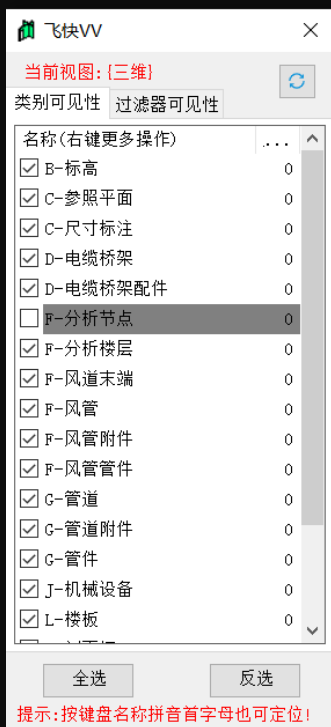 飞快VV
当前视图:{三维}
类别可见性 过滤器可见性
名称(右键更多操作) ...
B-标高 0
C-参照平面 0
C-尺寸标注 0
D-电缆桥架 0
D-电缆桥架配件 0
F-分析节点 0
F-分析楼层 0
F-风道末端 0
F-风管 0
F-风管附件 0
F-风管管件 0
G-管道 0
G-管道附件 0
G-管件 0
J-机械设备 0
L-楼板 0
全选 反选
提示:按键盘名称拼音首字母也可定位!